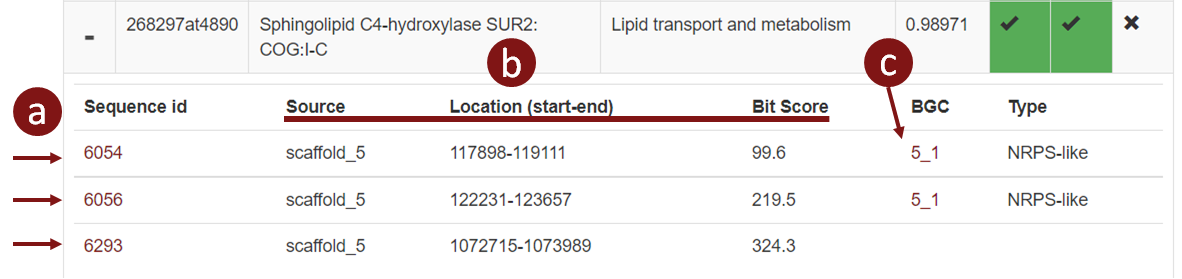 - 268297at4890 Sphingolipid C4-hydroxylase SUR2: Lipid transport and metabolism 0.98971 ✔ ✔ ✖
COG:I-C
b c
a Sequence id Source Location (start-end) Bit Score BGC Type
6054 scaffold_5 117898-119111 99.6 5_1 NRPS-like
6056 scaffold_5 122231-123657 219.5 5_1 NRPS-like
6293 scaffold_5 1072715-1073989 324.3